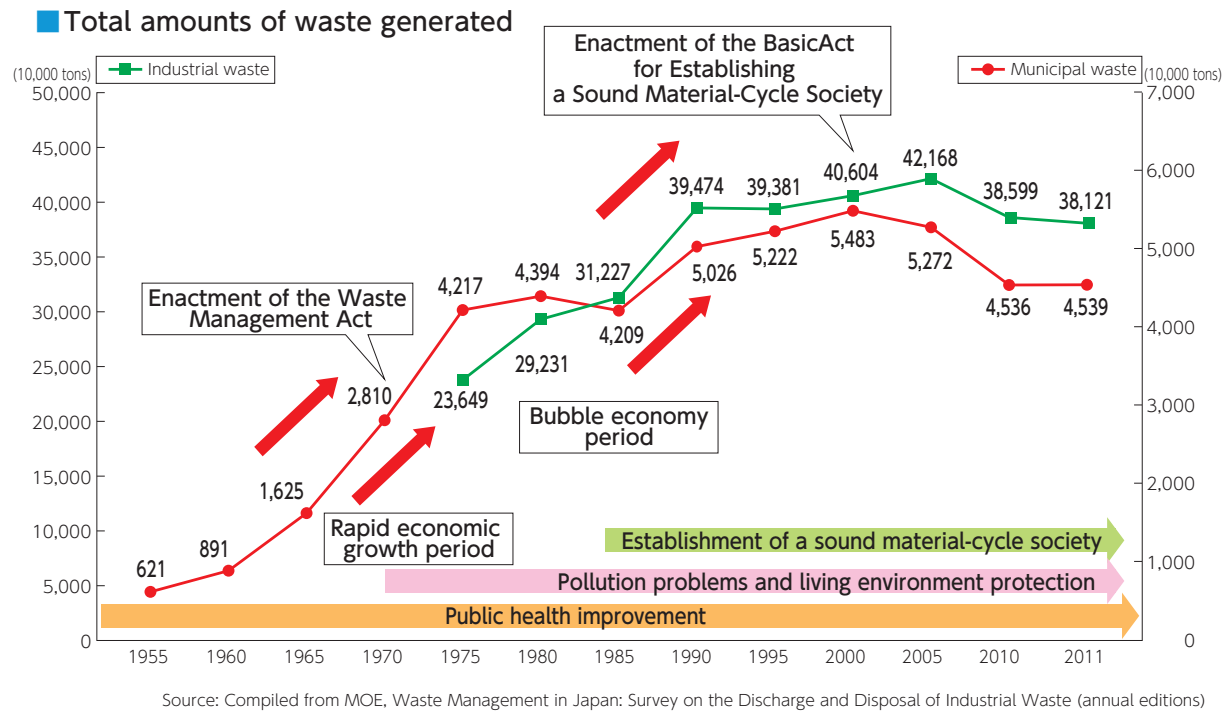 Total amounts of waste generated
(10,000 tons)
Industrial waste
Municipal waste
(10,000 tons)
Enactment of the BasicAct
for Establishing
a Sound Material-Cycle Society
Enactment of the Waste
Management Act
Rapid economic
growth period
Bubble economy
period
50,000
45,000
40,000
35,000
30,000
25,000
20,000
15,000
10,000
5,000
0
7,000
6,000
5,000
4,000
3,000
2,000
1,000
0
621
891
1,625
2,810
4,217
4,394
4,209
5,026
5,222
5,483
5,272
4,536
4,539
23,649
29,231
31,227
39,474
39,381
40,604
42,168
38,599
38,121
Establishment of a sound material-cycle society
Pollution problems and living environment protection
Public health improvement
1955 1960 1965 1970 1975 1980 1985 1990 1995 2000 2005 2010 2011
Source: Compiled from MOE, Waste Management in Japan: Survey on the Discharge and Disposal of Industrial Waste (annual editions)